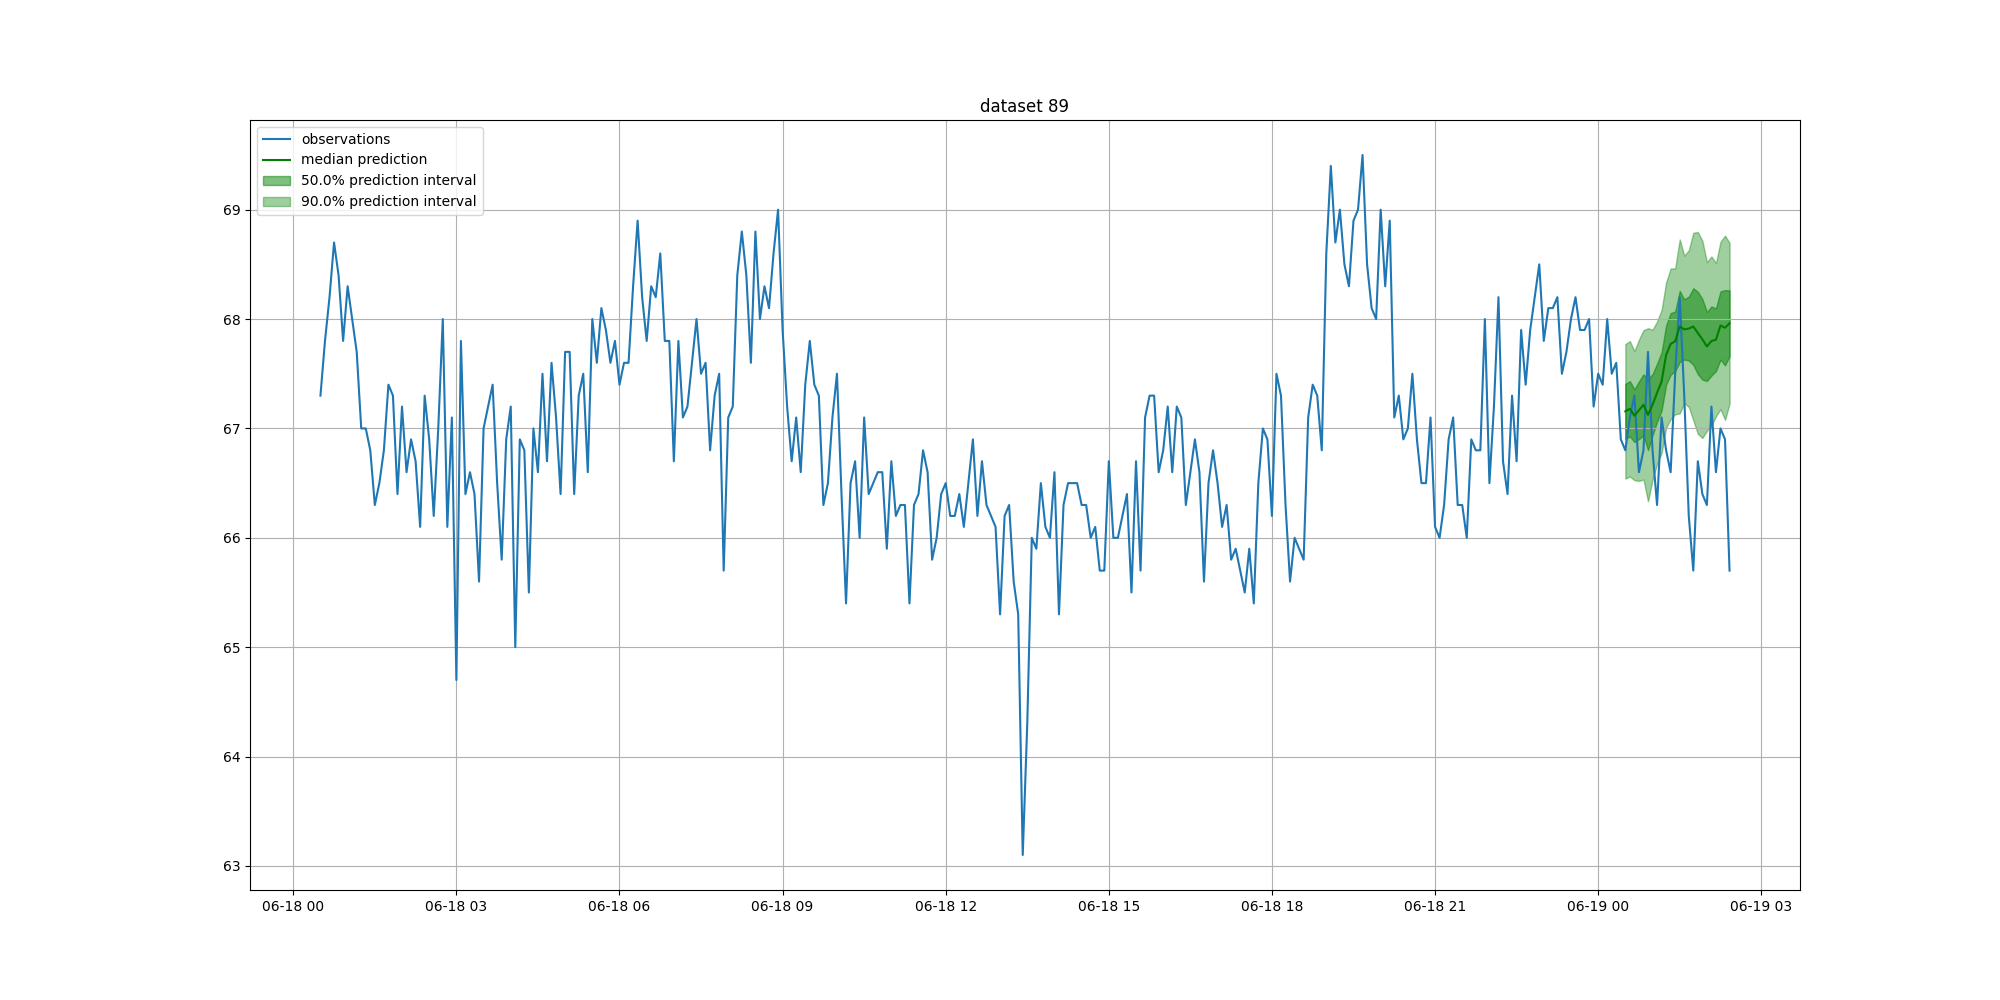 dataset 89
observations
median prediction
50.0% prediction interval
90.0% prediction interval
69
68
67
66
65
64
63
06-18 00 06-18 03 06-18 06 06-18 09 06-18 12 06-18 15 06-18 18 06-18 21 06-19 00 06-19 03